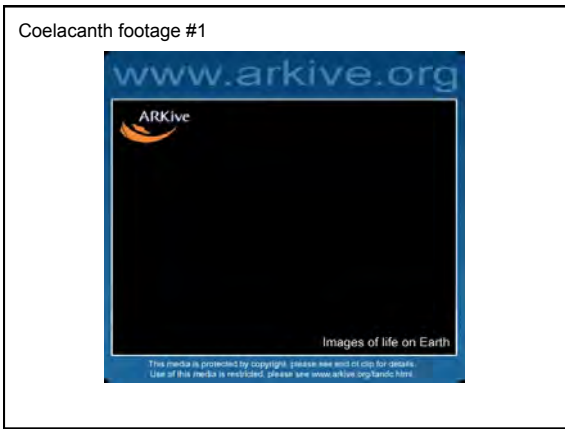 Coelacanth footage #1
www.arkive.org
ARKive
Images of life on Earth
This media is protected by copyright, please see end of clip for details.
Use of this media is restricted, please see www.arkive.org/tandc.html.